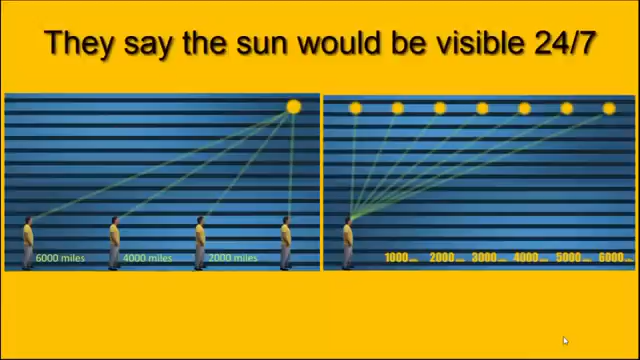 They say the sun would be visible 24/7
6000 miles 4000 miles 2000 miles
1000 2000 3000 4000 5000 6000